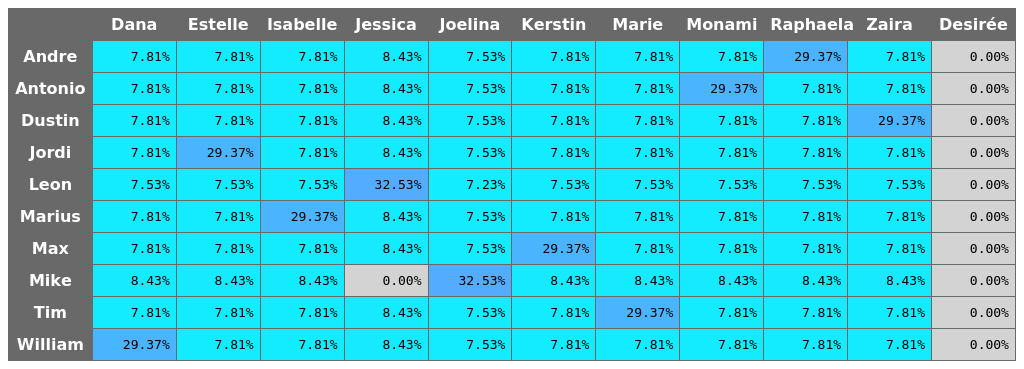 Dana Estelle Isabelle Jessica Joelina Kerstin Marie Monami Raphaela Zaira Desirée
Andre 7.81% 7.81% 7.81% 8.43% 7.53% 7.81% 7.81% 7.81% 29.37% 7.81% 0.00%
Antonio 7.81% 7.81% 7.81% 8.43% 7.53% 7.81% 7.81% 29.37% 7.81% 7.81% 0.00%
Dustin 7.81% 7.81% 7.81% 8.43% 7.53% 7.81% 7.81% 7.81% 7.81% 29.37% 0.00%
Jordi 7.81% 29.37% 7.81% 8.43% 7.53% 7.81% 7.81% 7.81% 7.81% 7.81% 0.00%
Leon 7.53% 7.53% 7.53% 32.53% 7.23% 7.53% 7.53% 7.53% 7.53% 7.53% 0.00%
Marius 7.81% 7.81% 29.37% 8.43% 7.53% 7.81% 7.81% 7.81% 7.81% 7.81% 0.00%
Max 7.81% 7.81% 7.81% 8.43% 7.53% 29.37% 7.81% 7.81% 7.81% 7.81% 0.00%
Mike 8.43% 8.43% 8.43% 0.00% 32.53% 8.43% 8.43% 8.43% 8.43% 8.43% 0.00%
Tim 7.81% 7.81% 7.81% 8.43% 7.53% 7.81% 29.37% 7.81% 7.81% 7.81% 0.00%
William 29.37% 7.81% 7.81% 8.43% 7.53% 7.81% 7.81% 7.81% 7.81% 7.81% 0.00%